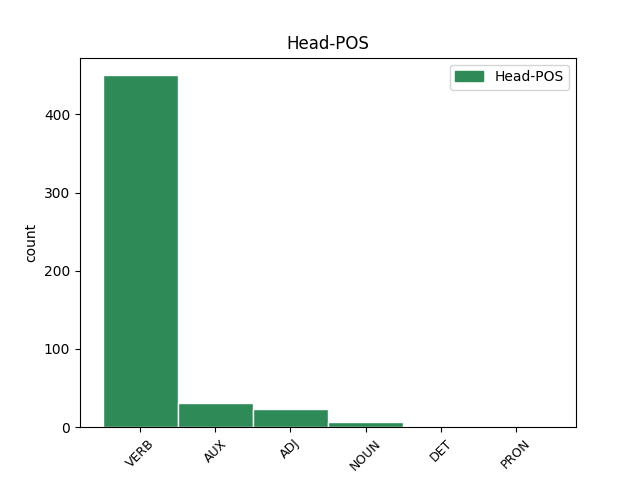 Head-POS
Head-POS
count
400
300
200
100
0
VERB
AUX
ADJ
NOUN
DET
PRON